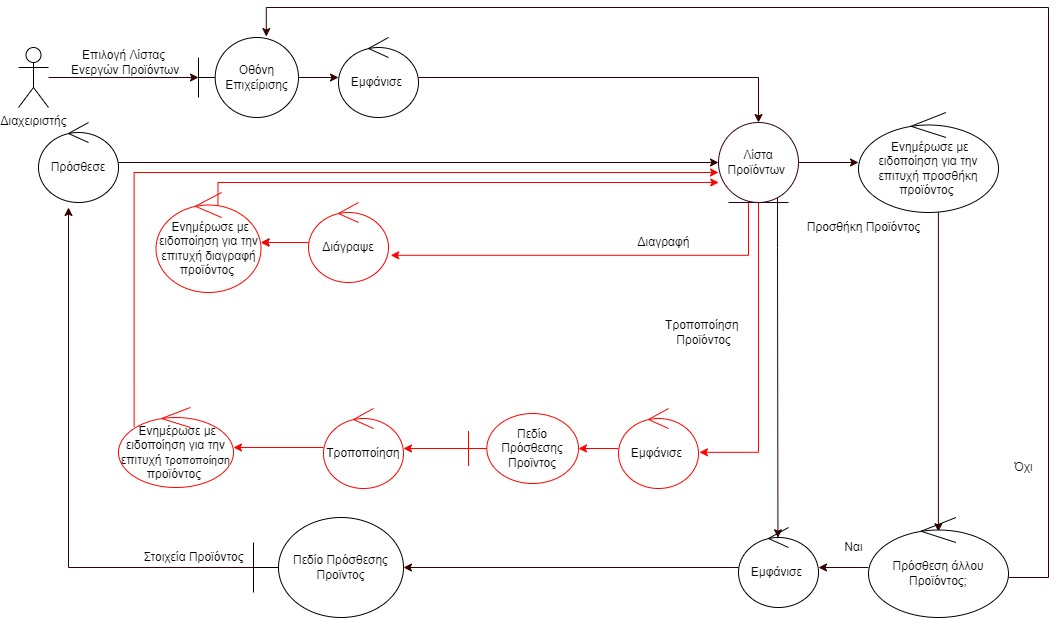 Επιλογή Λίστας
Ενεργών Προϊόντων
Διαχειριστής
Οθόνη
Επιχείρισης
Εμφάνισε
Πρόσθεσε
Λίστα
Προϊόντων
Ενημέρωσε με
ειδοποίηση για την
επιτυχή προσθήκη
προϊόντος
Προσθήκη Προϊόντος
Ενημέρωσε με
ειδοποίηση για την
επιτυχή διαγραφή
προϊόντος
Διάγραψε
Διαγραφή
Τροποποίηση
Προϊόντος
Ενημέρωσε με
ειδοποίηση για την
επιτυχή τροποποίηση
προϊόντος
Τροποποίηση
Πεδίο
Πρόσθεσης
Προϊντος
Εμφάνισε
Όχι
Στοιχεία Προϊόντος
Πεδίο Πρόσθεσης
Προϊντος
Εμφάνισε
Ναι
Πρόσθεση άλλου
Προϊόντος;